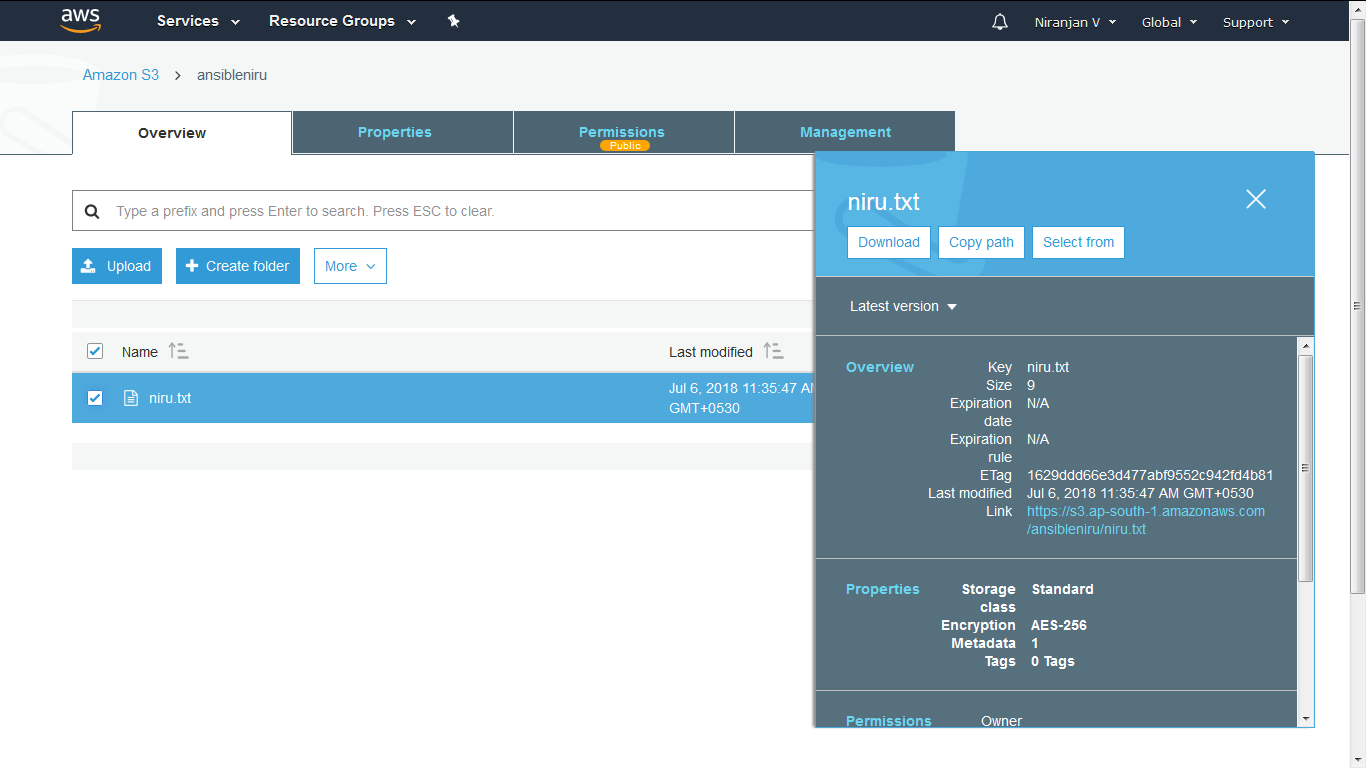 aws Services Resource Groups Niranjan V Global Support
Amazon S3 > ansibleniru
Overview Properties Permissions Management
Public
Type a prefix and press Enter to search. Press ESC to clear.
Upload Create folder More
Name Last modified
niru.txt Jul 6, 2018 11:35:47 AM
GMT+0530
niru.txt
Download Copy path Select from
Latest version
Overview Key niru.txt
Size 9
Expiration N/A
date
Expiration N/A
rule
ETag 1629ddd66e3d477abf9552c942fd4b81
Last modified Jul 6, 2018 11:35:47 AM GMT+0530
Link https://s3.ap-south-1.amazonaws.com
/ansibleniru/niru.txt
Properties Storage Standard
class
Encryption AES-256
Metadata 1
Tags 0 Tags
Permissions Owner